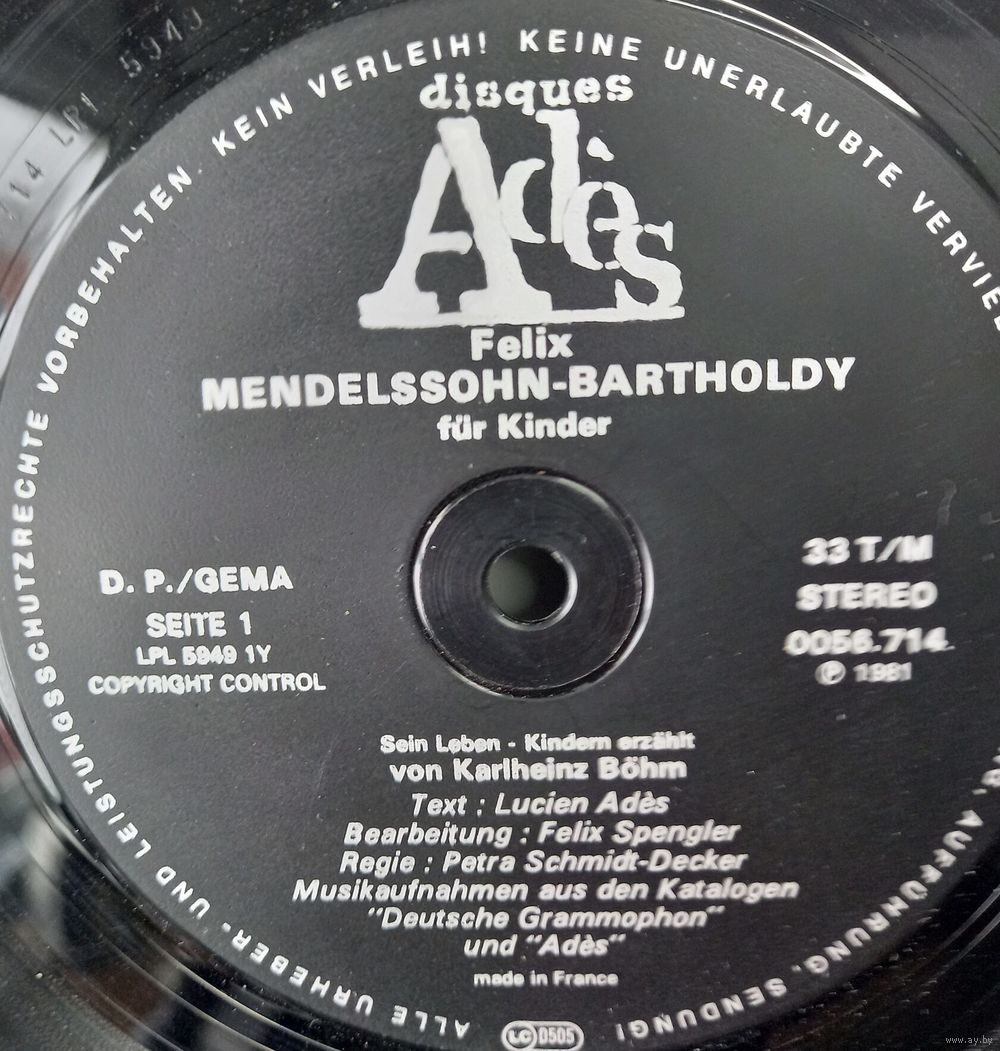 ALLE URHEBER- UND LEISTUNGSSCHUTZRECHTE VORBEHALTEN. KEIN VERLEIH! KEINE UNERLAUBTE
AUFFÜHRUNG, SENDUNG!
disques
Adès
Felix
MENDELSSOHN-BARTHOLDY
für Kinder
D. P./GEMA
SEITE 1
LPL 5949 1Y
COPYRIGHT CONTROL
33 T/M
STEREO
0056.714
℗ 1981
Sein Leben - Kindern erzählt
von Karlheinz Böhm
Text : Lucien Adès
Bearbeitung : Felix Spengler
Regie : Petra Schmidt-Decker
Musikaufnahmen aus den Katalogen
"Deutsche Grammophon"
und "Adès"
made in France
LC 0505
www.ay.by